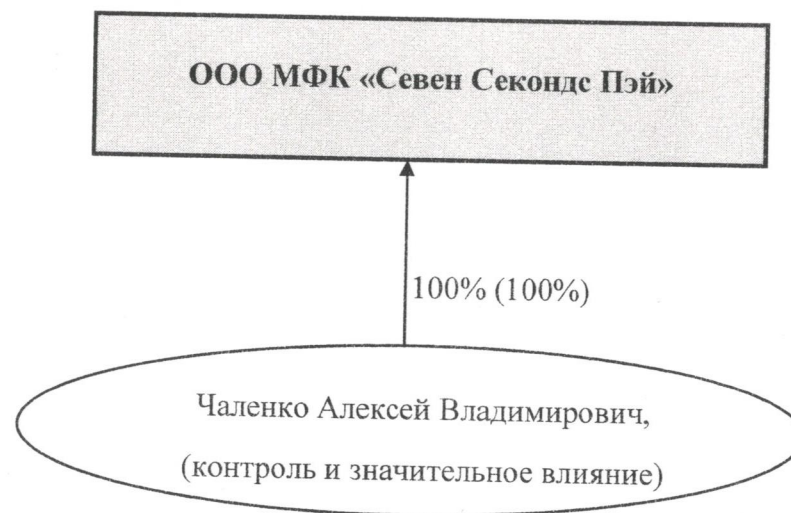 ООО МФК «Севен Секондс Пэй»
100% (100%)
Чаленко Алексей Владимирович,
(контроль и значительное влияние)